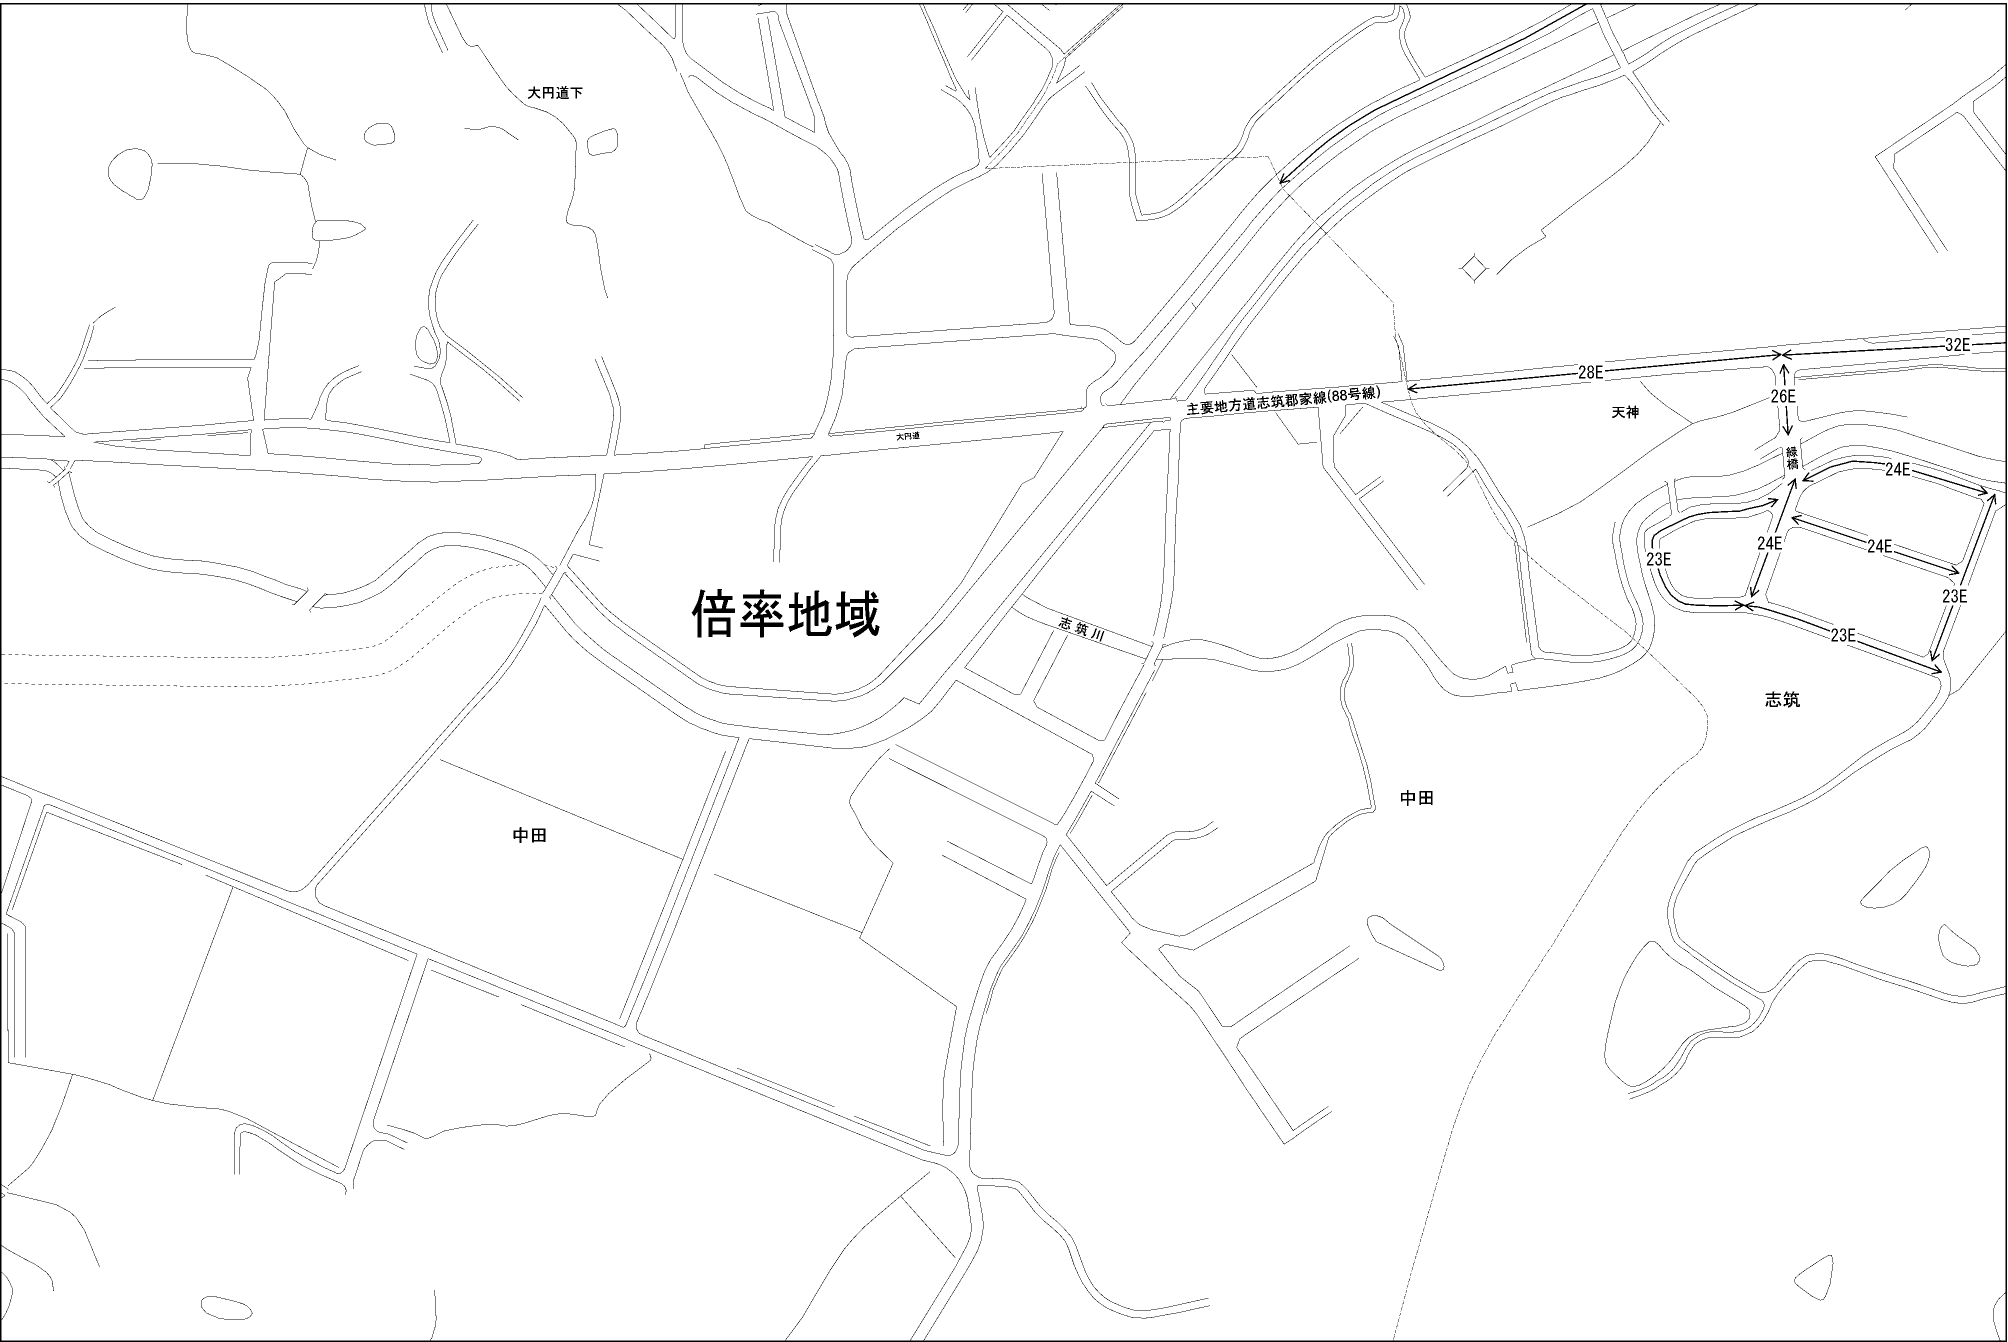 大円道下
32E
28E
26E
主要地方道志筑郡家線(88号線)
天神
大円道
緑橋
24E
24E
24E
23E
23E
倍率地域
志筑川
23E
志筑
中田
中田